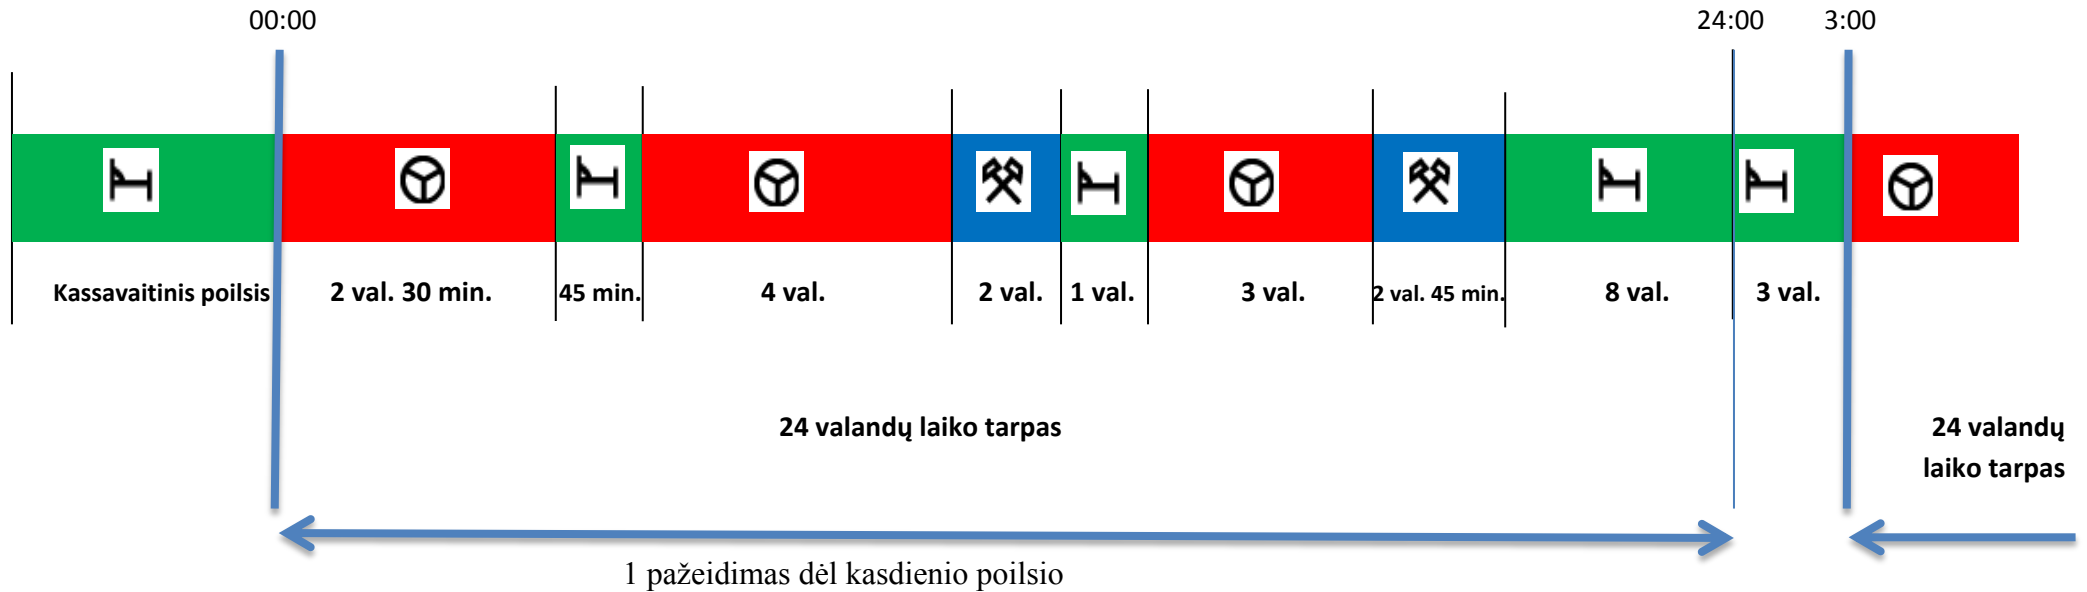 00:00 24:00 3:00
Kassavaitinis poilsis 2 val. 30 min. 45 min. 4 val. 2 val. 1 val. 3 val. 2 val. 45 min. 8 val. 3 val.
24 valandų laiko tarpas
24 valandų
laiko tarpas
1 pažeidimas dėl kasdienio poilsio